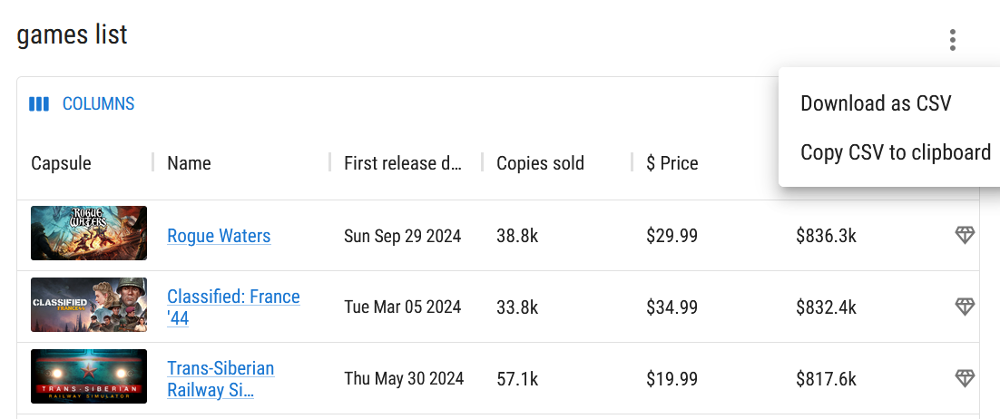 games list
COLUMNS
Download as CSV
Copy CSV to clipboard
Capsule Name First release d... Copies sold $ Price
ROGUE
WATERS
Rogue Waters Sun Sep 29 2024 38.8k $29.99 $836.3k
CLASSIFIED
FRANCE44
Classified: France
'44
Tue Mar 05 2024 33.8k $34.99 $832.4k
TRANS-SIBERIAN
RAILWAY SIMULATOR
Trans-Siberian
Railway Si...
Thu May 30 2024 57.1k $19.99 $817.6k